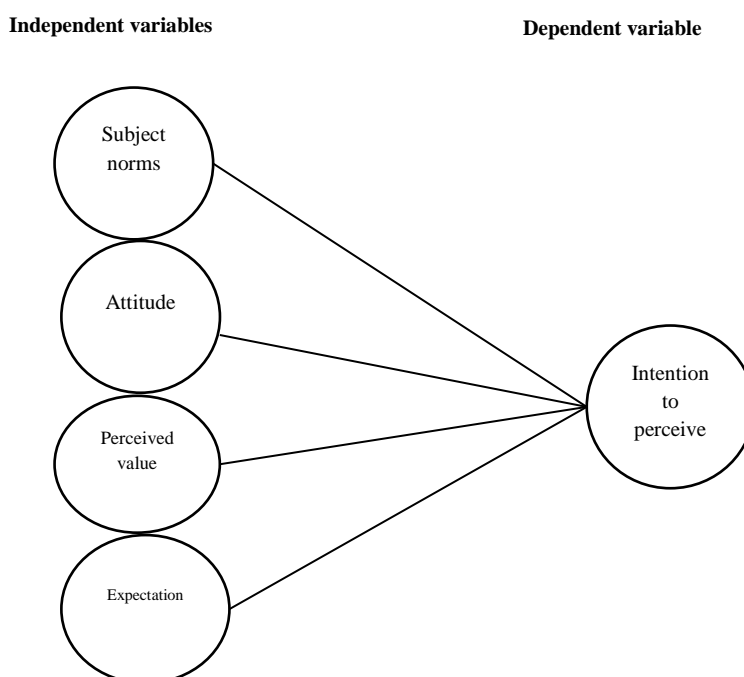 Independent variables
Dependent variable
Subject
norms
Attitude
Perceived
value
Expectation
Intention
to
perceive